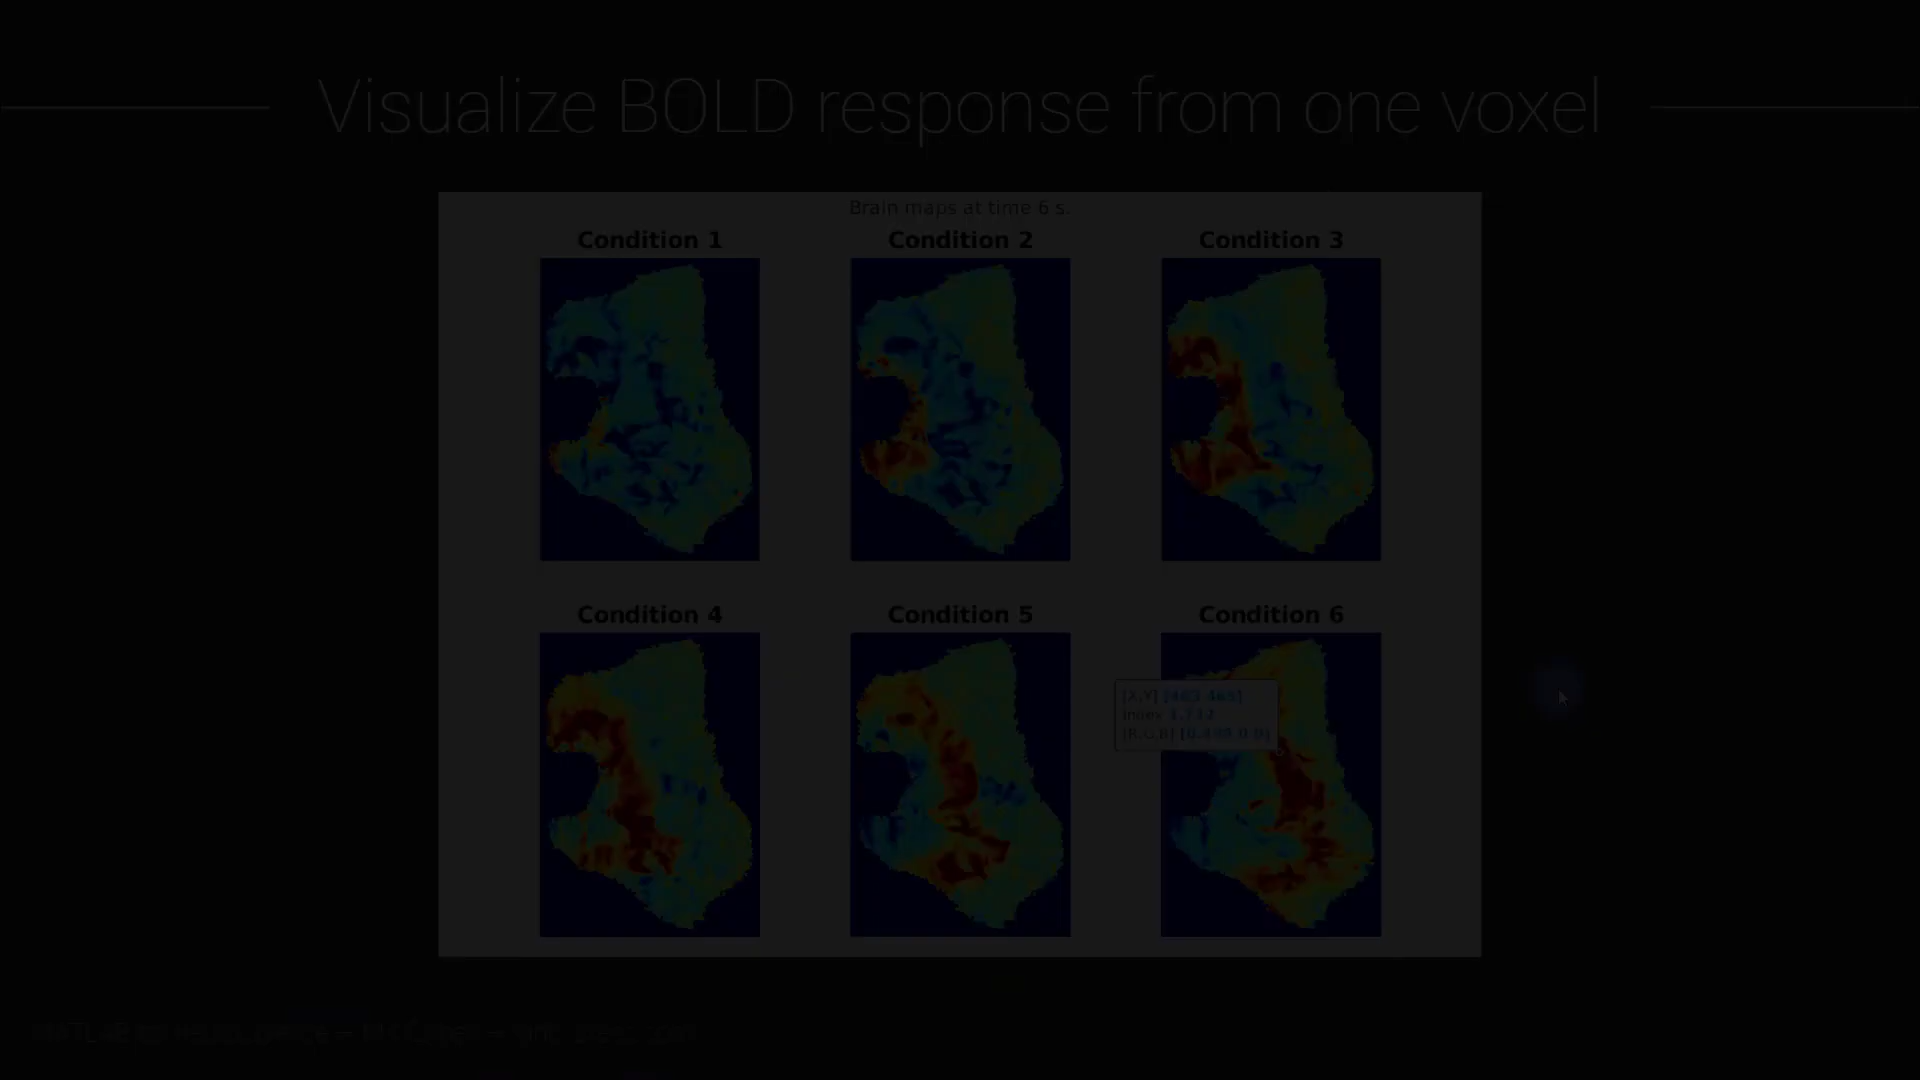 Visualize BOLD response from one voxel
Brain maps at time 6 s.
Condition 1
Condition 2
Condition 3
Condition 4
Condition 5
Condition 6
[X,Y]
Index
[R,G,B]